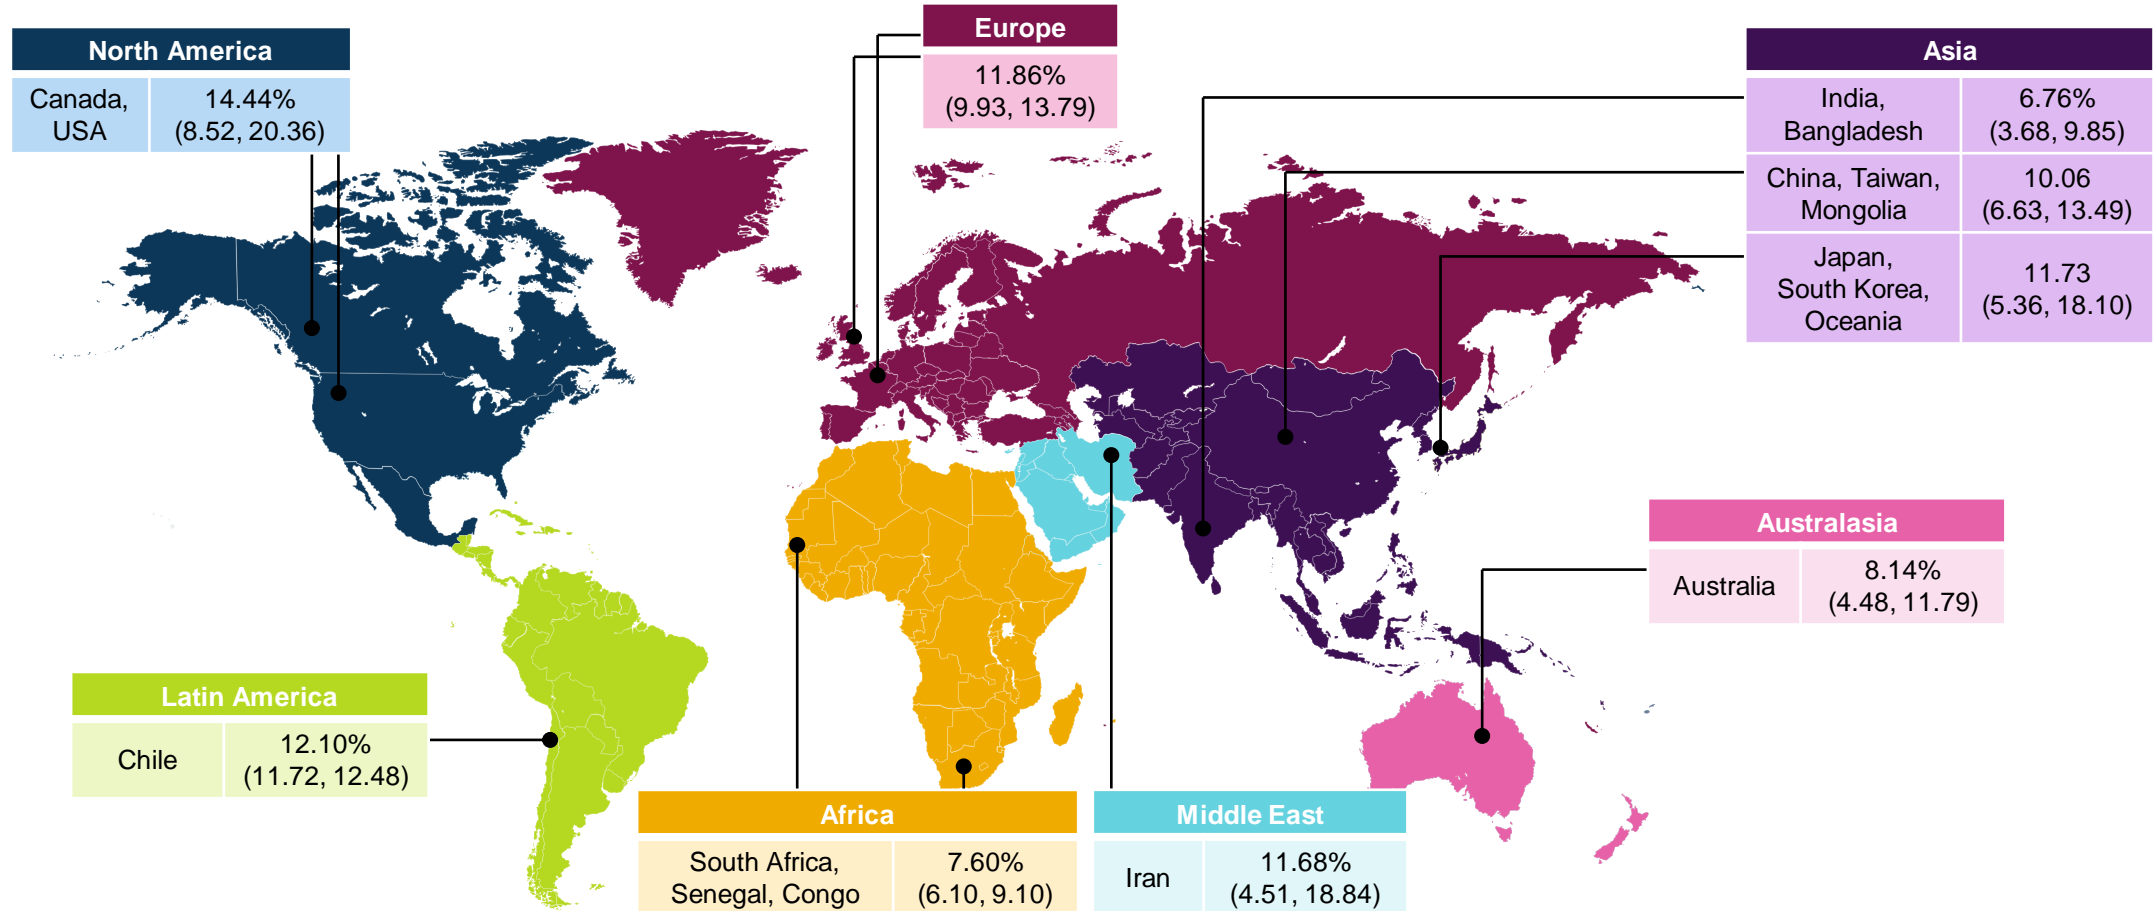 North America
Canada,
USA
14.44%
(8.52, 20.36)
Europe
11.86%
(9.93, 13.79)
Asia
India,
Bangladesh
6.76%
(3.68, 9.85)
China, Taiwan,
Mongolia
10.06
(6.63, 13.49)
Japan,
South Korea,
Oceania
11.73
(5.36, 18.10)
Australasia
Australia
8.14%
(4.48, 11.79)
Latin America
Chile
12.10%
(11.72, 12.48)
Africa
South Africa,
Senegal, Congo
7.60%
(6.10, 9.10)
Middle East
Iran
11.68%
(4.51, 18.84)